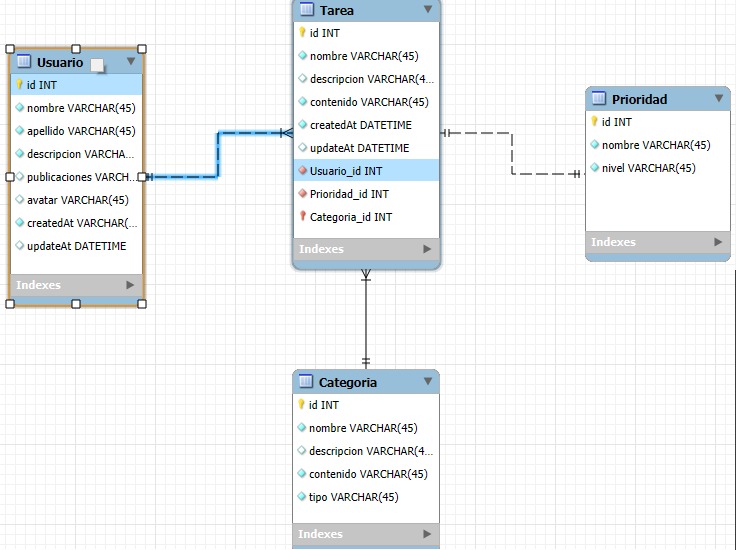 Usuario
id INT
nombre VARCHAR(45)
apellido VARCHAR(45)
descripcion VARCHA...
publicaciones VARCH...
avatar VARCHAR(45)
createdAt VARCHAR(...
updateAt DATETIME
Indexes
Tarea
id INT
nombre VARCHAR(45)
descripcion VARCHAR(4...
contenido VARCHAR(45)
createdAt DATETIME
updateAt DATETIME
Usuario_id INT
Prioridad_id INT
Categoria_id INT
Indexes
Prioridad
id INT
nombre VARCHAR(45)
nivel VARCHAR(45)
Indexes
Categoria
id INT
nombre VARCHAR(45)
descripcion VARCHAR(4...
contenido VARCHAR(45)
tipo VARCHAR(45)
Indexes